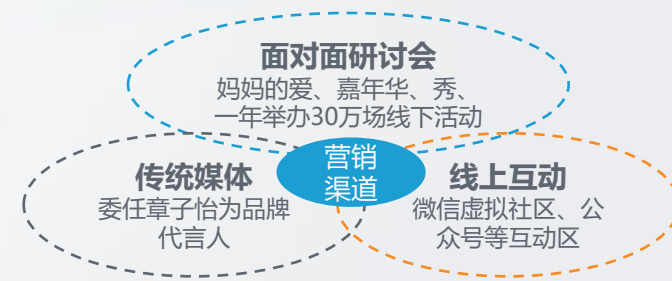 面对面研讨会
妈妈的爱、嘉年华、秀、
一年举办30万场线下活动
营销
渠道
传统媒体
委任章子怡为品牌
代言人
线上互动
微信虚拟社区、公
众号等互动区